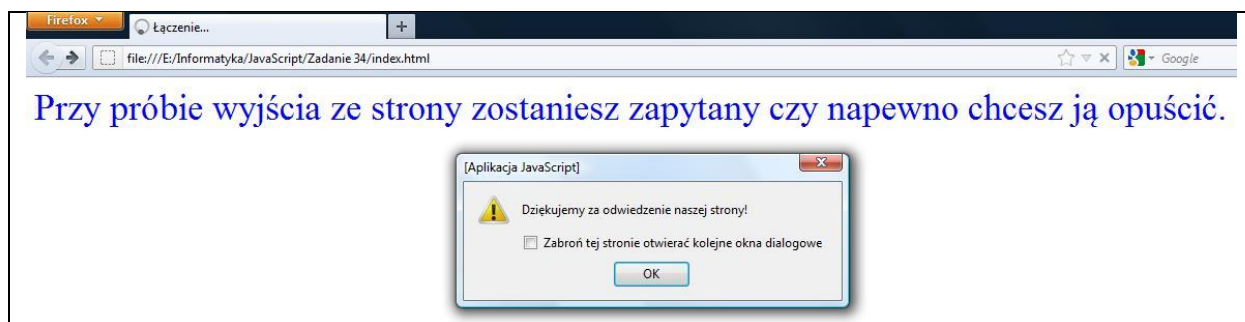 Firefox
Łączenie...
file:///E:/Informatyka/JavaScript/Zadanie 34/index.html
Google
Przy próbie wyjścia ze strony zostaniesz zapytany czy napewno chcesz ją opuścić.
[Aplikacja JavaScript]
Dziękujemy za odwiedzenie naszej strony!
Zabroń tej stronie otwierać kolejne okna dialogowe
OK